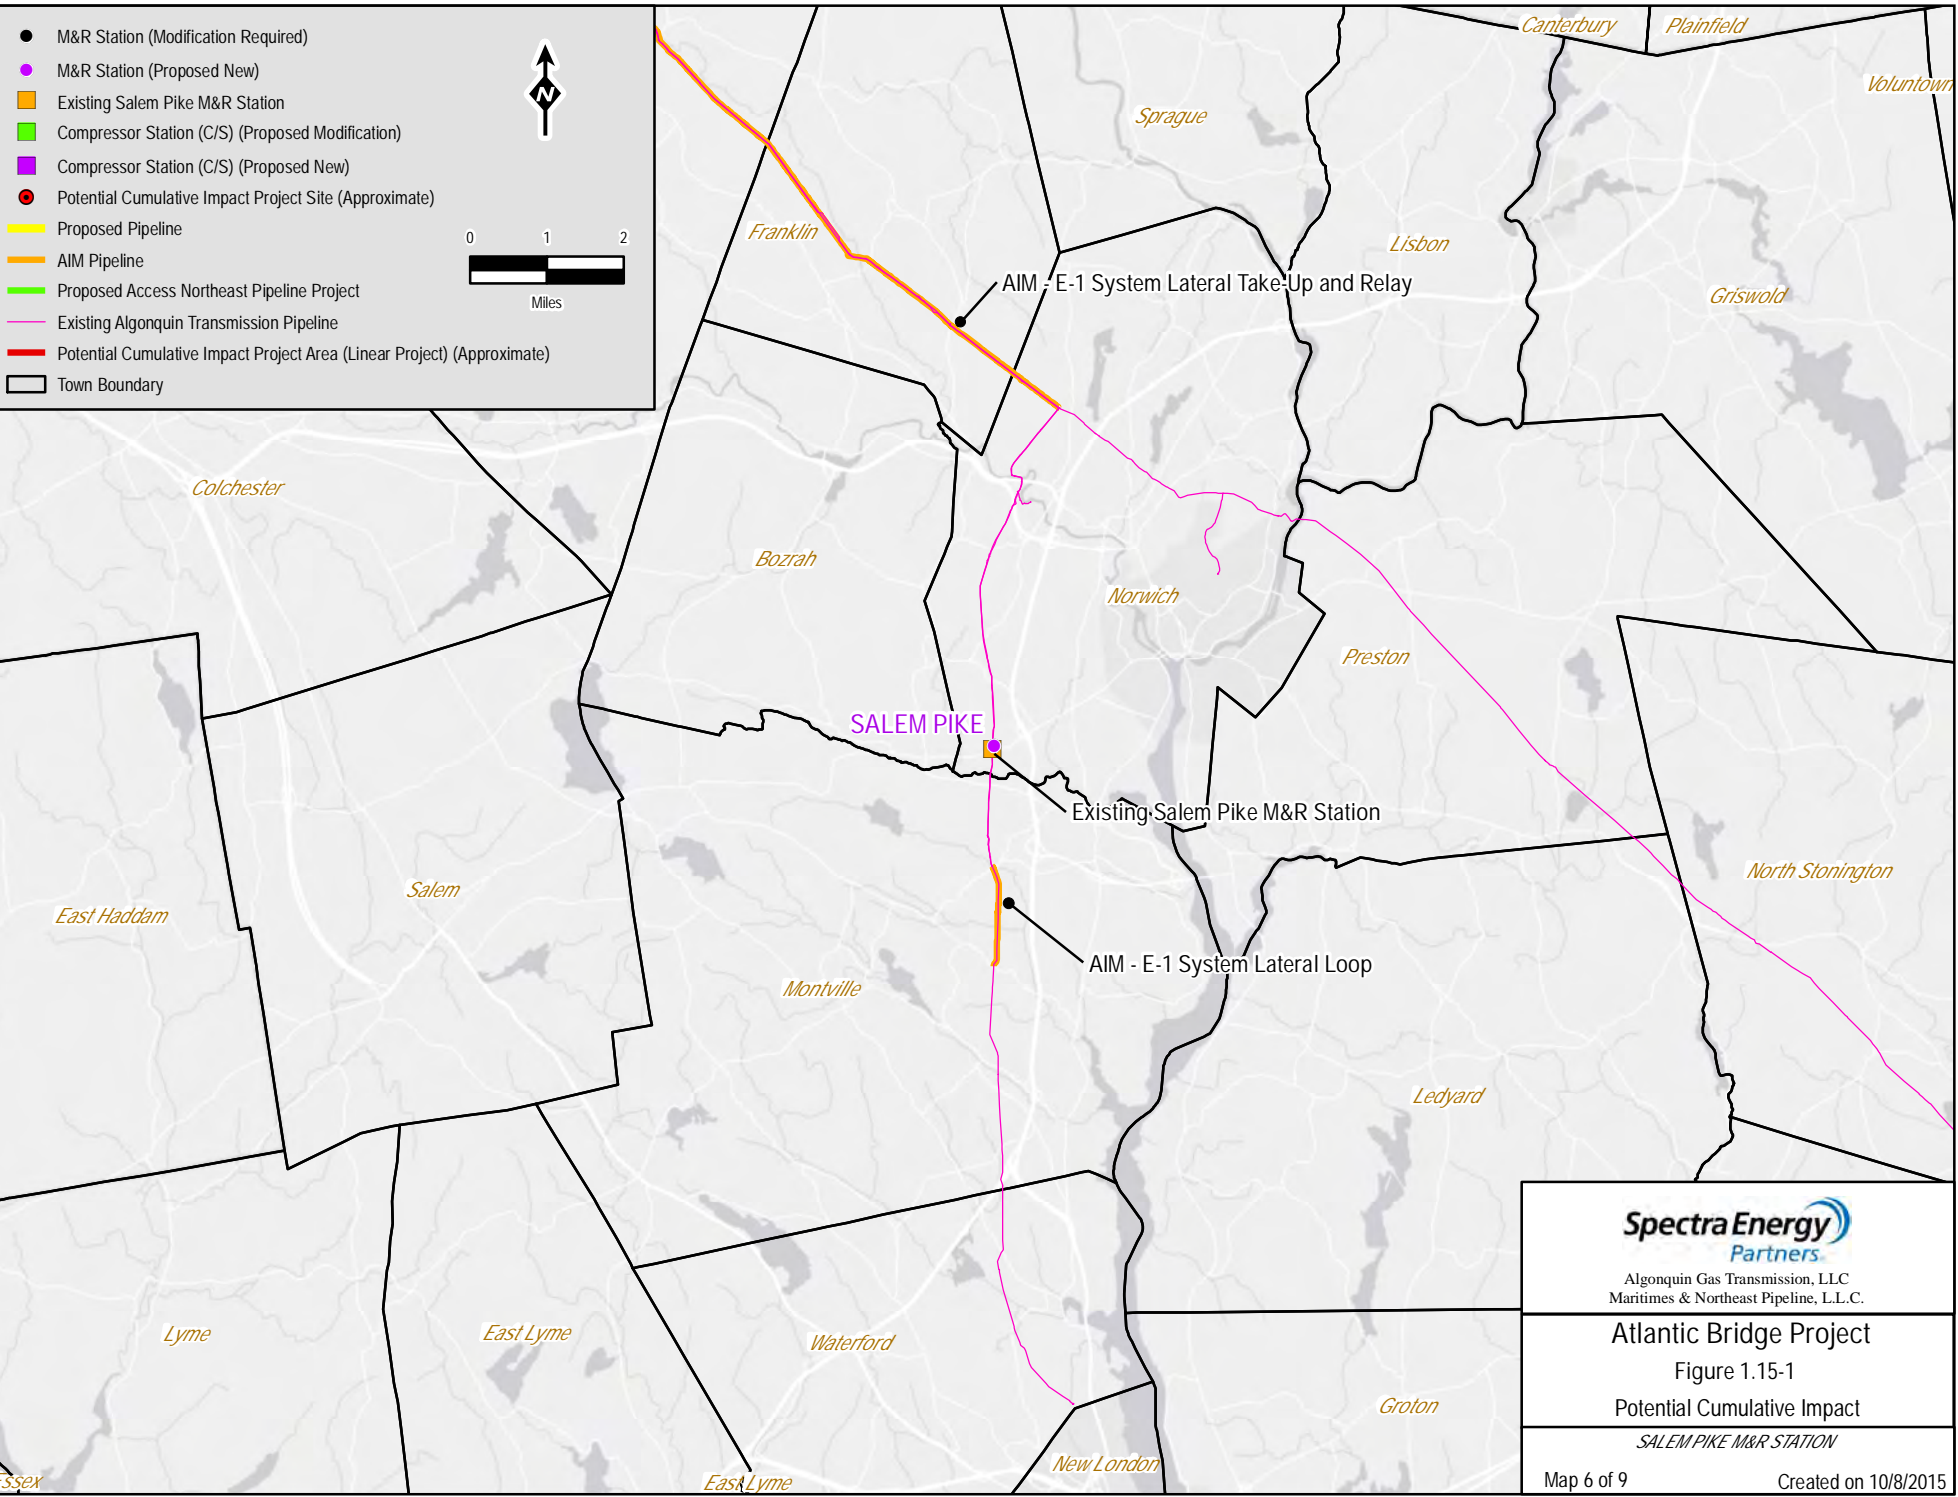 M&R Station (Modification Required)
M&R Station (Proposed New)
Existing Salem Pike M&R Station
Compressor Station (C/S) (Proposed Modification)
Compressor Station (C/S) (Proposed New)
Potential Cumulative Impact Project Site (Approximate)
Proposed Pipeline
AIM Pipeline
Proposed Access Northeast Pipeline Project
Existing Algonquin Transmission Pipeline
Potential Cumulative Impact Project Area (Linear Project) (Approximate)
Town Boundary
N
0 1 2
Miles
Canterbury
Plainfield
Voluntown
Sprague
Franklin
Lisbon
AIM - E-1 System Lateral Take-Up and Relay
Griswold
Colchester
Bozrah
Norwich
Preston
SALEM PIKE
Existing Salem Pike M&R Station
North Stonington
Salem
East Haddam
AIM - E-1 System Lateral Loop
Montville
Ledyard
Lyme
East Lyme
Waterford
Groton
New London
East Lyme
Essex
Spectra Energy
Partners
Algonquin Gas Transmission, LLC
Maritimes & Northeast Pipeline, L.L.C.
Atlantic Bridge Project
Figure 1.15-1
Potential Cumulative Impact
SALEM PIKE M&R STATION
Map 6 of 9
Created on 10/8/2015